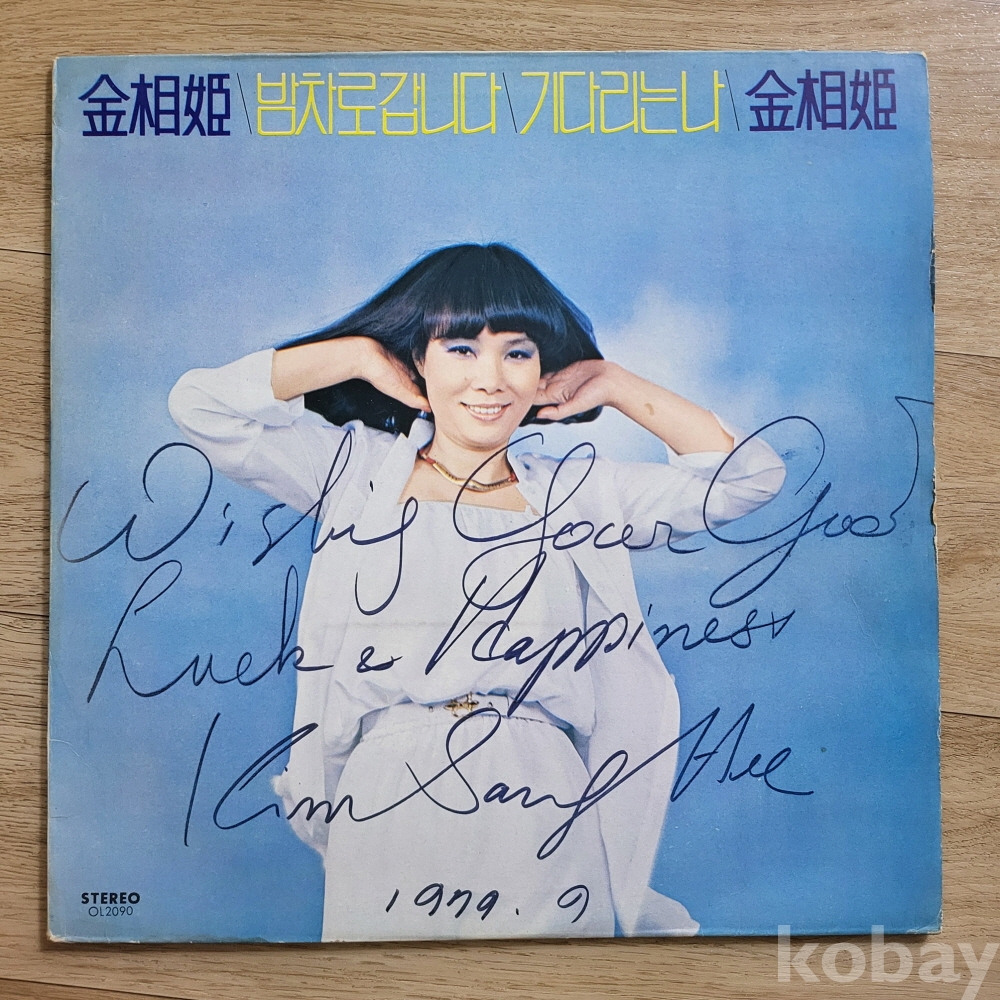 金相姬\밤차로갑니다\기다리는나\金相姬
Wishing Your Good
Luck & Happiness
Kim Sang Hee
1979. 9
STEREO
OL2090
kobay